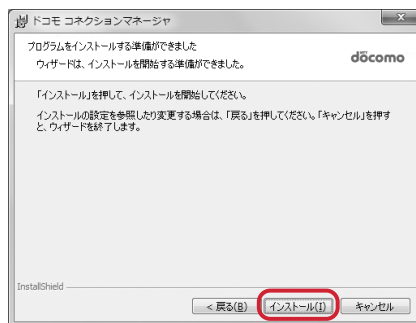 ドコモ コネクションマネージャ
プログラムをインストールする準備ができました
ウィザードは、インストールを開始する準備ができました。
döcomo
「インストール」を押して、インストールを開始してください。
インストールの設定を参照したり変更する場合は、「戻る」を押してください。「キャンセル」を押す
と、ウィザードを終了します。
InstallShield
< 戻る(B)
インストール(I)
キャンセル